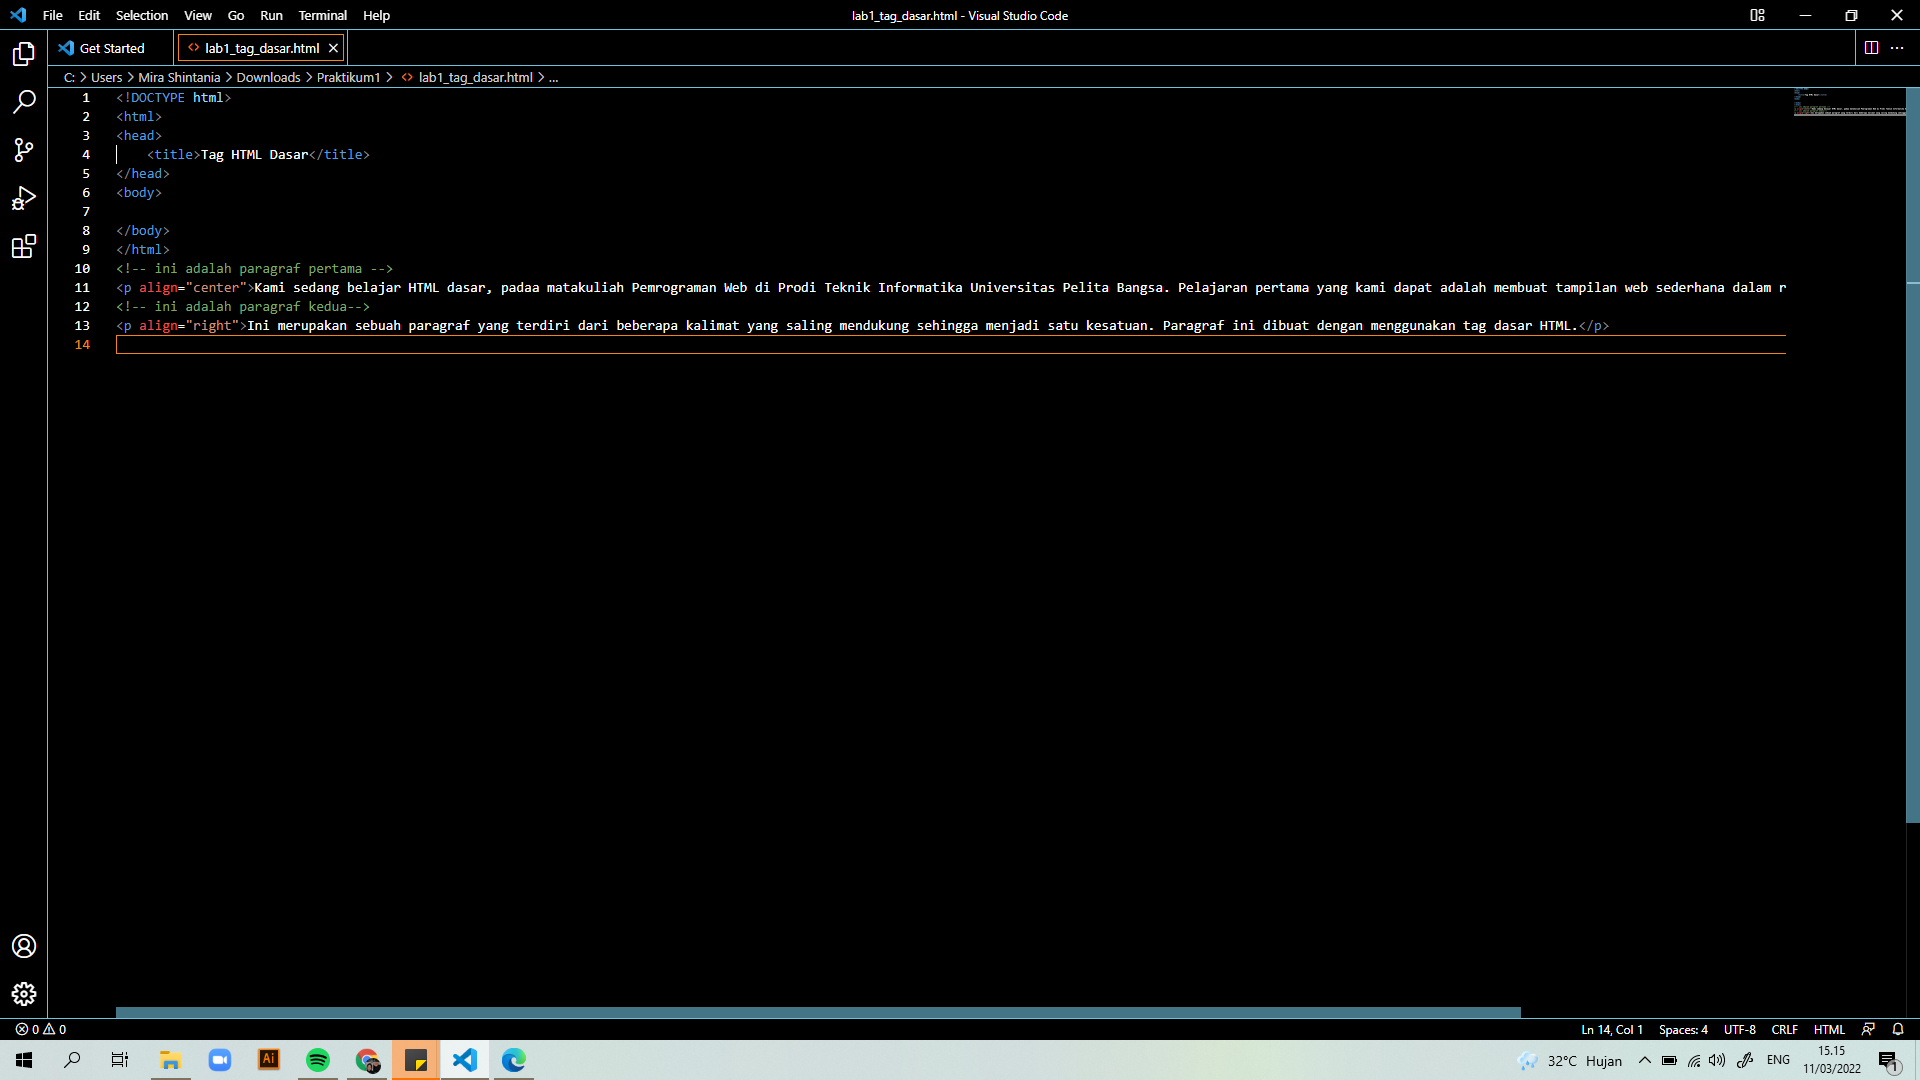 File Edit Selection View Go Run Terminal Help
lab1_tag_dasar.html - Visual Studio Code
Get Started
lab1_tag_dasar.html
C: > Users > Mira Shintania > Downloads > Praktikum1 > lab1_tag_dasar.html > ...
1 <!DOCTYPE html>
2 <html>
3 <head>
4 <title>Tag HTML Dasar</title>
5 </head>
6 <body>
7
8 </body>
9 </html>
10 <!-- ini adalah paragraf pertama -->
11 <p align="center">Kami sedang belajar HTML dasar, padaa matakuliah Pemrograman Web di Prodi Teknik Informatika Universitas Pelita Bangsa. Pelajaran pertama yang kami dapat adalah membuat tampilan web sederhana dalam r
12 <!-- ini adalah paragraf kedua-->
13 <p align="right">Ini merupakan sebuah paragraf yang terdiri dari beberapa kalimat yang saling mendukung sehingga menjadi satu kesatuan. Paragraf ini dibuat dengan menggunakan tag dasar HTML.</p>
14
0 0
Ln 14, Col 1 Spaces: 4 UTF-8 CRLF HTML
Ai
32°C Hujan
ENG
15.15
11/03/2022
1